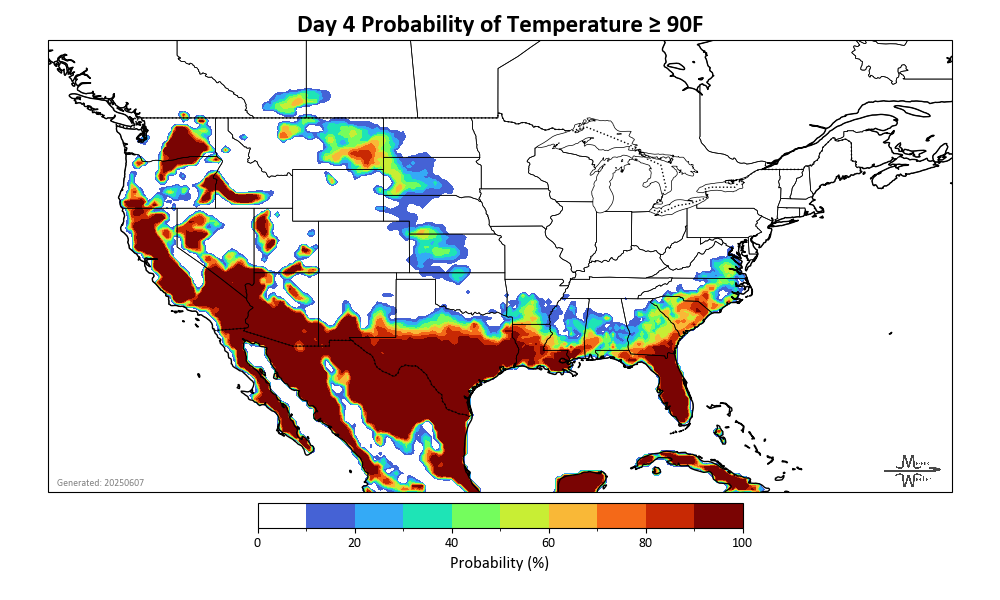 Day 4 Probability of Temperature ≥ 90F
Generated: 20250607
0 20 40 60 80 100
Probability (%)